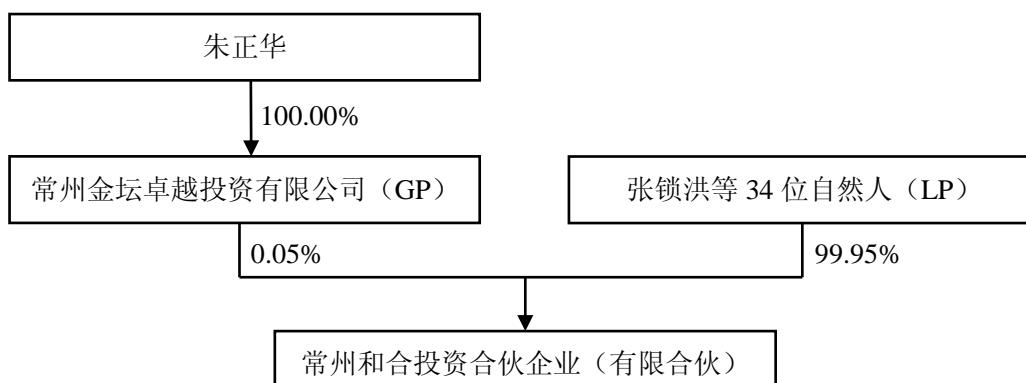 朱正华
100.00%
常州金坛卓越投资有限公司（GP）
张锁洪等 34 位自然人（LP）
0.05%
99.95%
常州和合投资合伙企业（有限合伙）